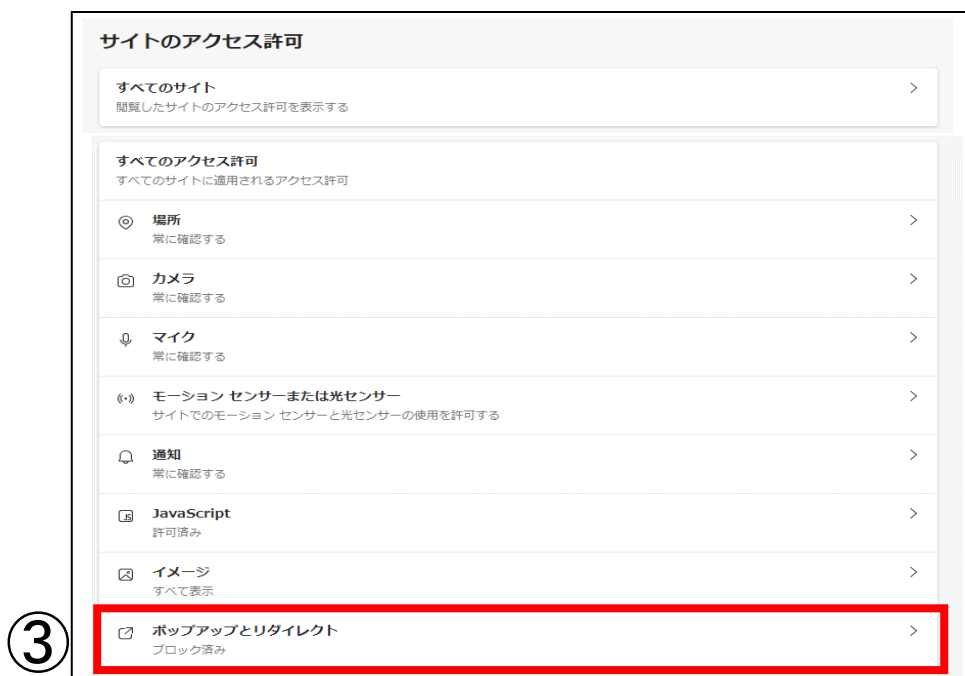 サイトのアクセス許可
すべてのサイト
閲覧したサイトのアクセス許可を表示する
すべてのアクセス許可
すべてのサイトに適用されるアクセス許可
場所
常に確認する
カメラ
常に確認する
マイク
常に確認する
モーション センサーまたは光センサー
サイトでのモーション センサーと光センサーの使用を許可する
通知
常に確認する
JavaScript
許可済み
イメージ
すべて表示
③
ポップアップとリダイレクト
ブロック済み